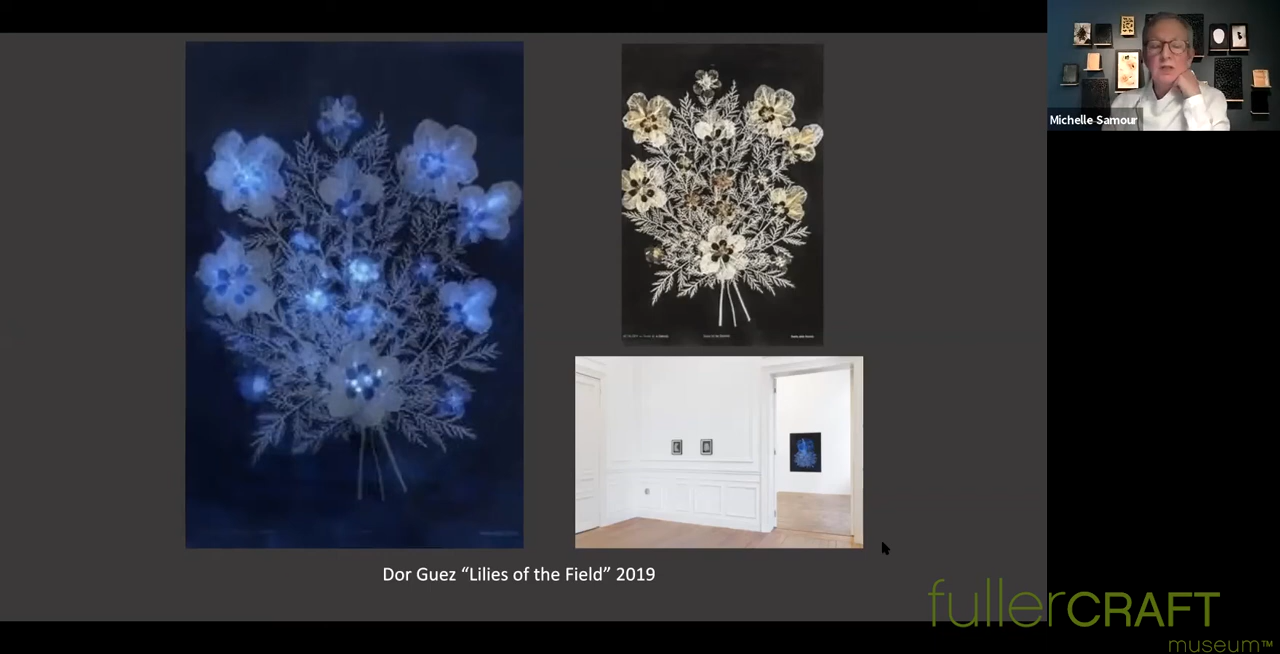 Michelle Samour
Dor Guez “Lilies of the Field” 2019
fullerCRAFT
museum™